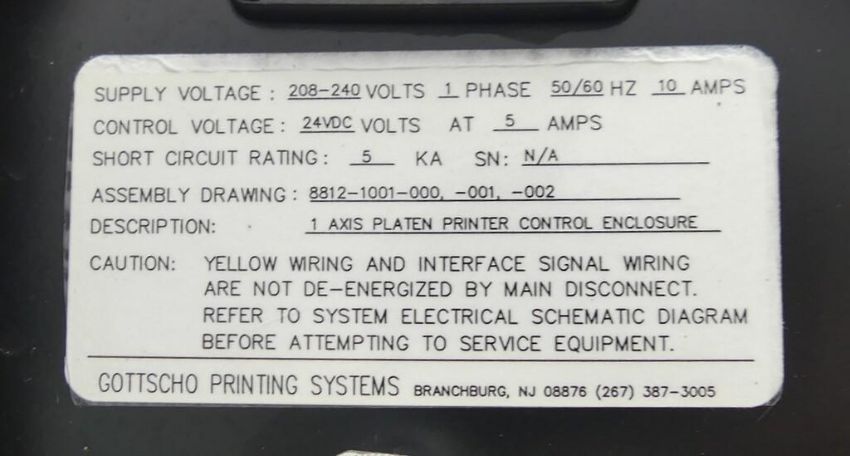 SUPPLY VOLTAGE: 208-240 VOLTS 1 PHASE 50/60 HZ 10 AMPS
CONTROL VOLTAGE: 24VDC VOLTS AT 5 AMPS
SHORT CIRCUIT RATING: 5 KA SN: N/A
ASSEMBLY DRAWING: 8812-1001-000, -001, -002
DESCRIPTION: 1 AXIS PLATEN PRINTER CONTROL ENCLOSURE
CAUTION: YELLOW WIRING AND INTERFACE SIGNAL WIRING
ARE NOT DE-ENERGIZED BY MAIN DISCONNECT.
REFER TO SYSTEM ELECTRICAL SCHEMATIC DIAGRAM
BEFORE ATTEMPTING TO SERVICE EQUIPMENT.
GOTTSCHO PRINTING SYSTEMS BRANCHBURG, NJ 08876 (267) 387-3005